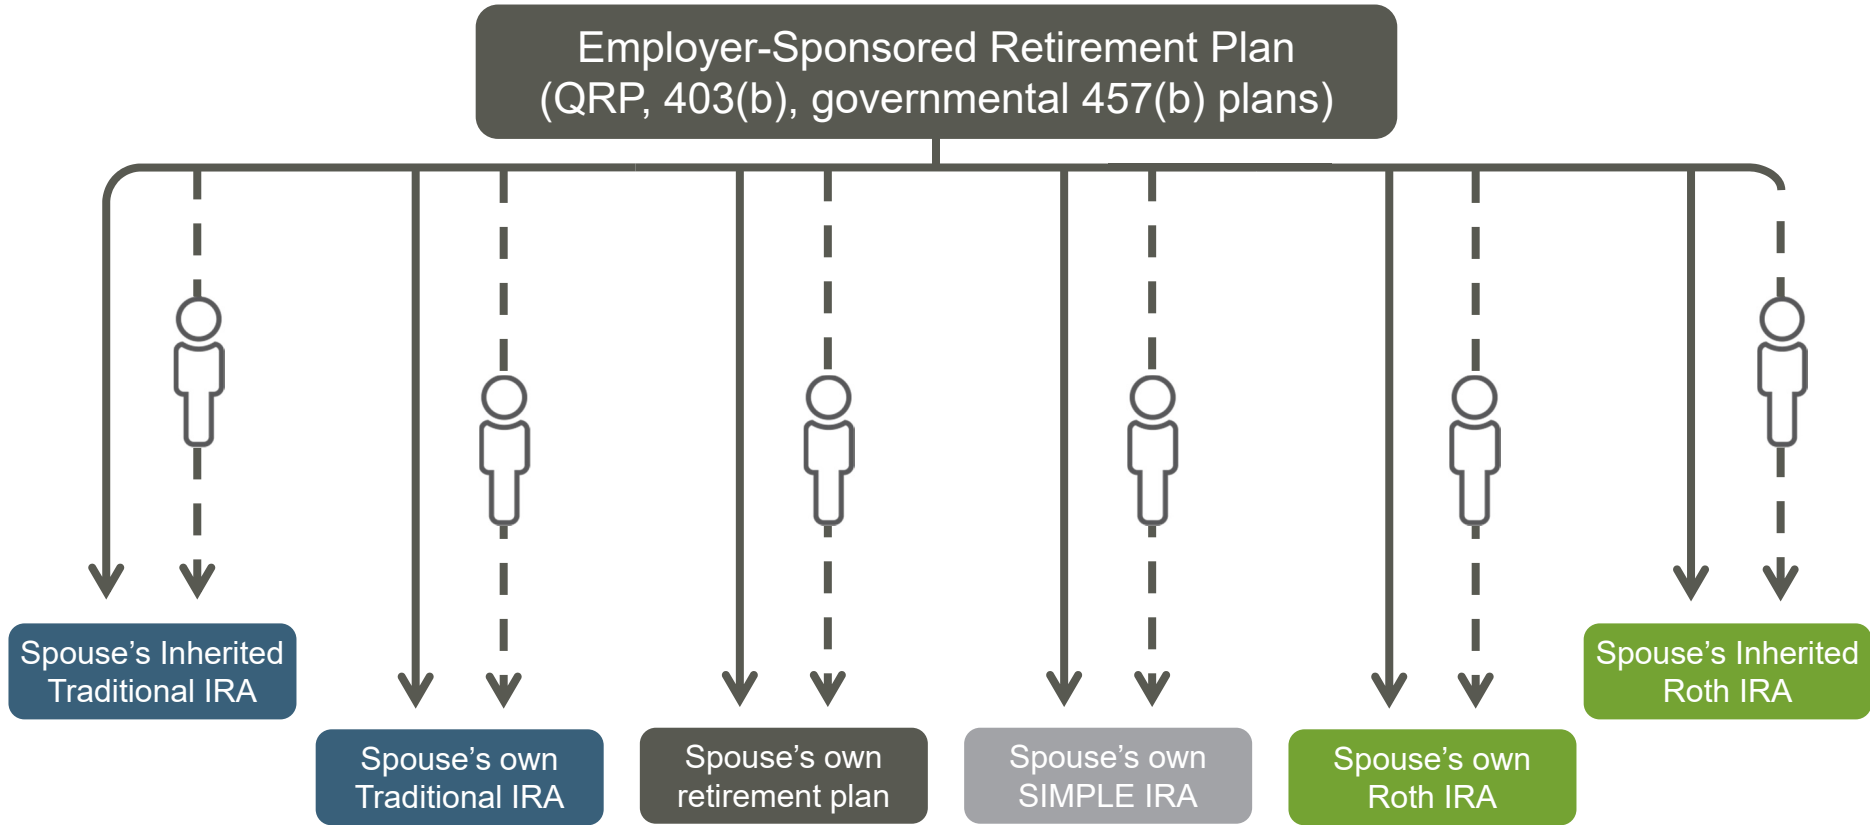 Employer-Sponsored Retirement Plan
(QRP, 403(b), governmental 457(b) plans)
Spouse’s Inherited
Traditional IRA
Spouse’s own
Traditional IRA
Spouse’s own
retirement plan
Spouse’s own
SIMPLE IRA
Spouse’s own
Roth IRA
Spouse’s Inherited
Roth IRA